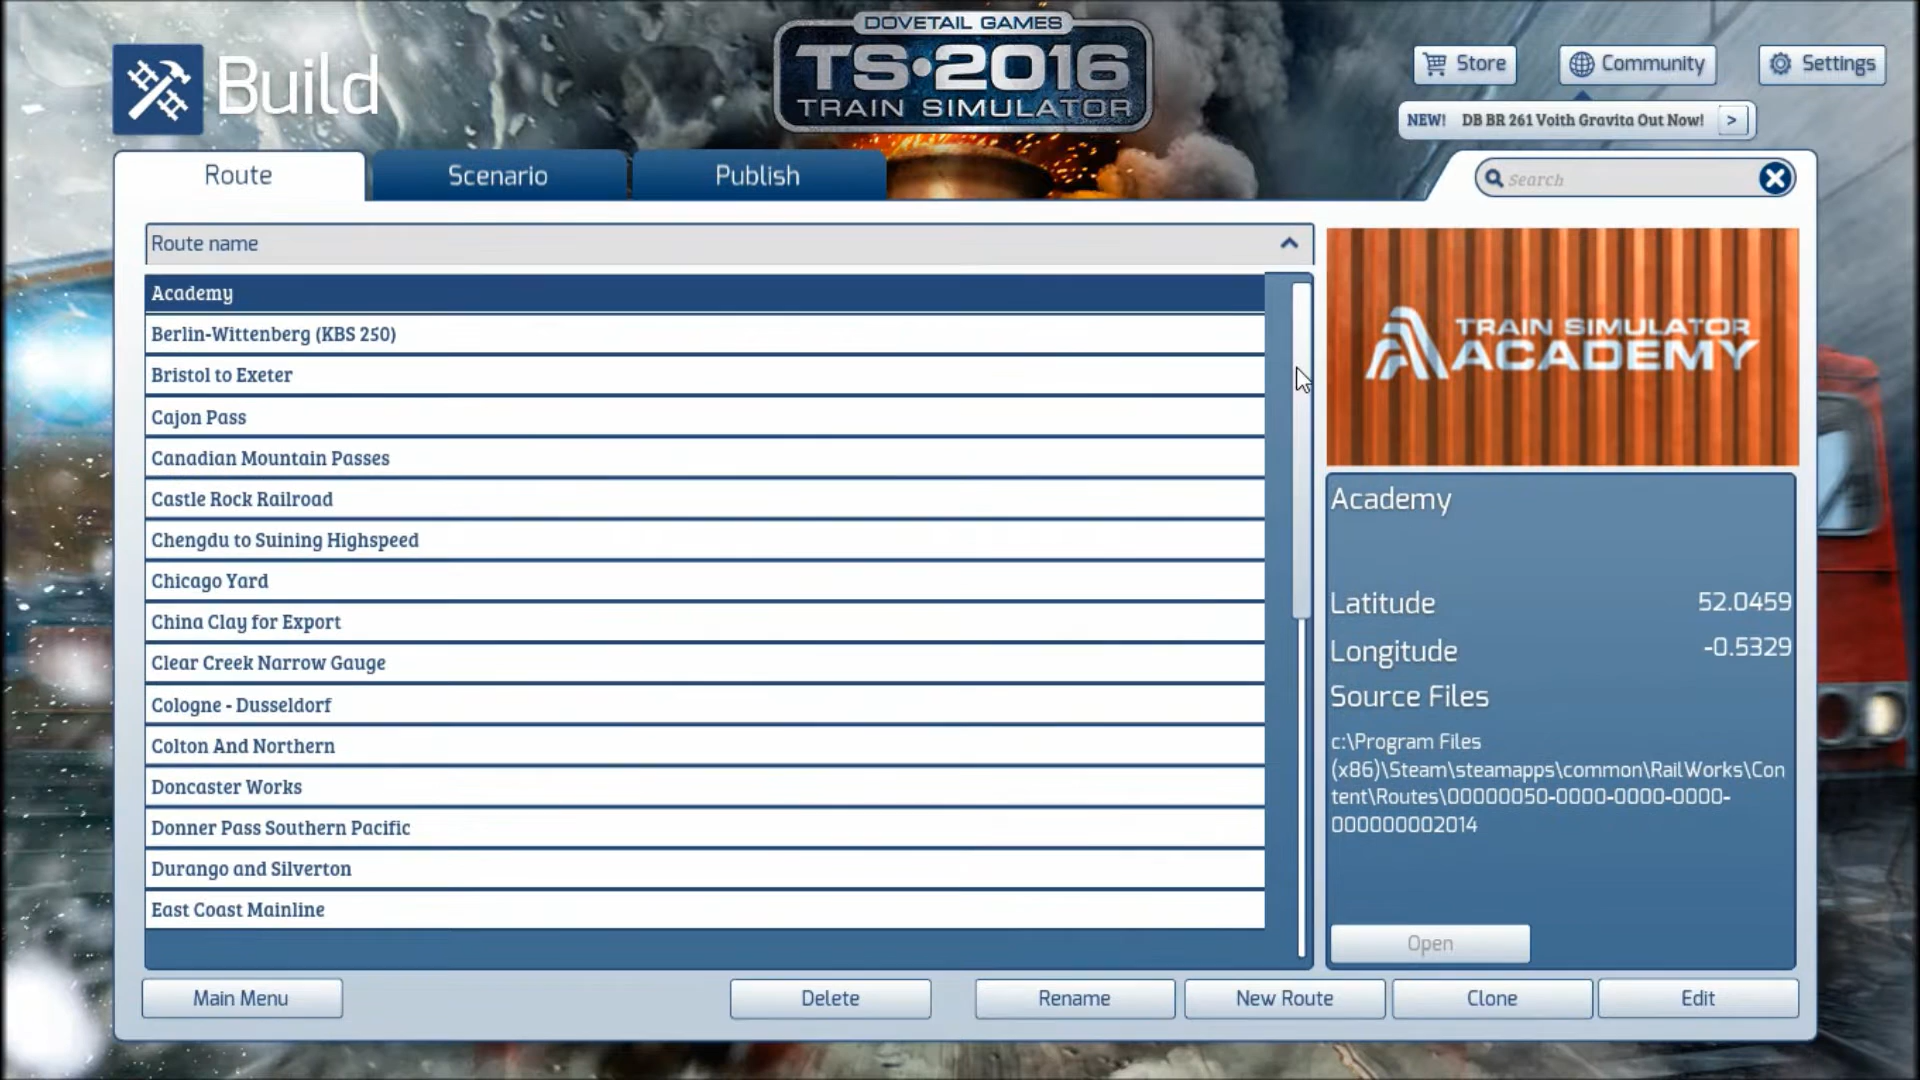 DOVETAIL GAMES
TS•2016
TRAIN SIMULATOR
Build
Store
Community
Settings
NEW! DB BR 261 Voith Gravita Out Now! >
Route
Scenario
Publish
Search
Route name
Academy
Berlin-Wittenberg (KBS 250)
Bristol to Exeter
Cajon Pass
Canadian Mountain Passes
Castle Rock Railroad
Chengdu to Suining Highspeed
Chicago Yard
China Clay for Export
Clear Creek Narrow Gauge
Cologne - Dusseldorf
Colton And Northern
Doncaster Works
Donner Pass Southern Pacific
Durango and Silverton
East Coast Mainline
TRAIN SIMULATOR
ACADEMY
Academy
Latitude 52.0459
Longitude -0.5329
Source Files
c:\Program Files
(x86)\Steam\steamapps\common\RailWorks\Con
tent\Routes\00000050-0000-0000-0000-
000000002014
Open
Main Menu
Delete
Rename
New Route
Clone
Edit